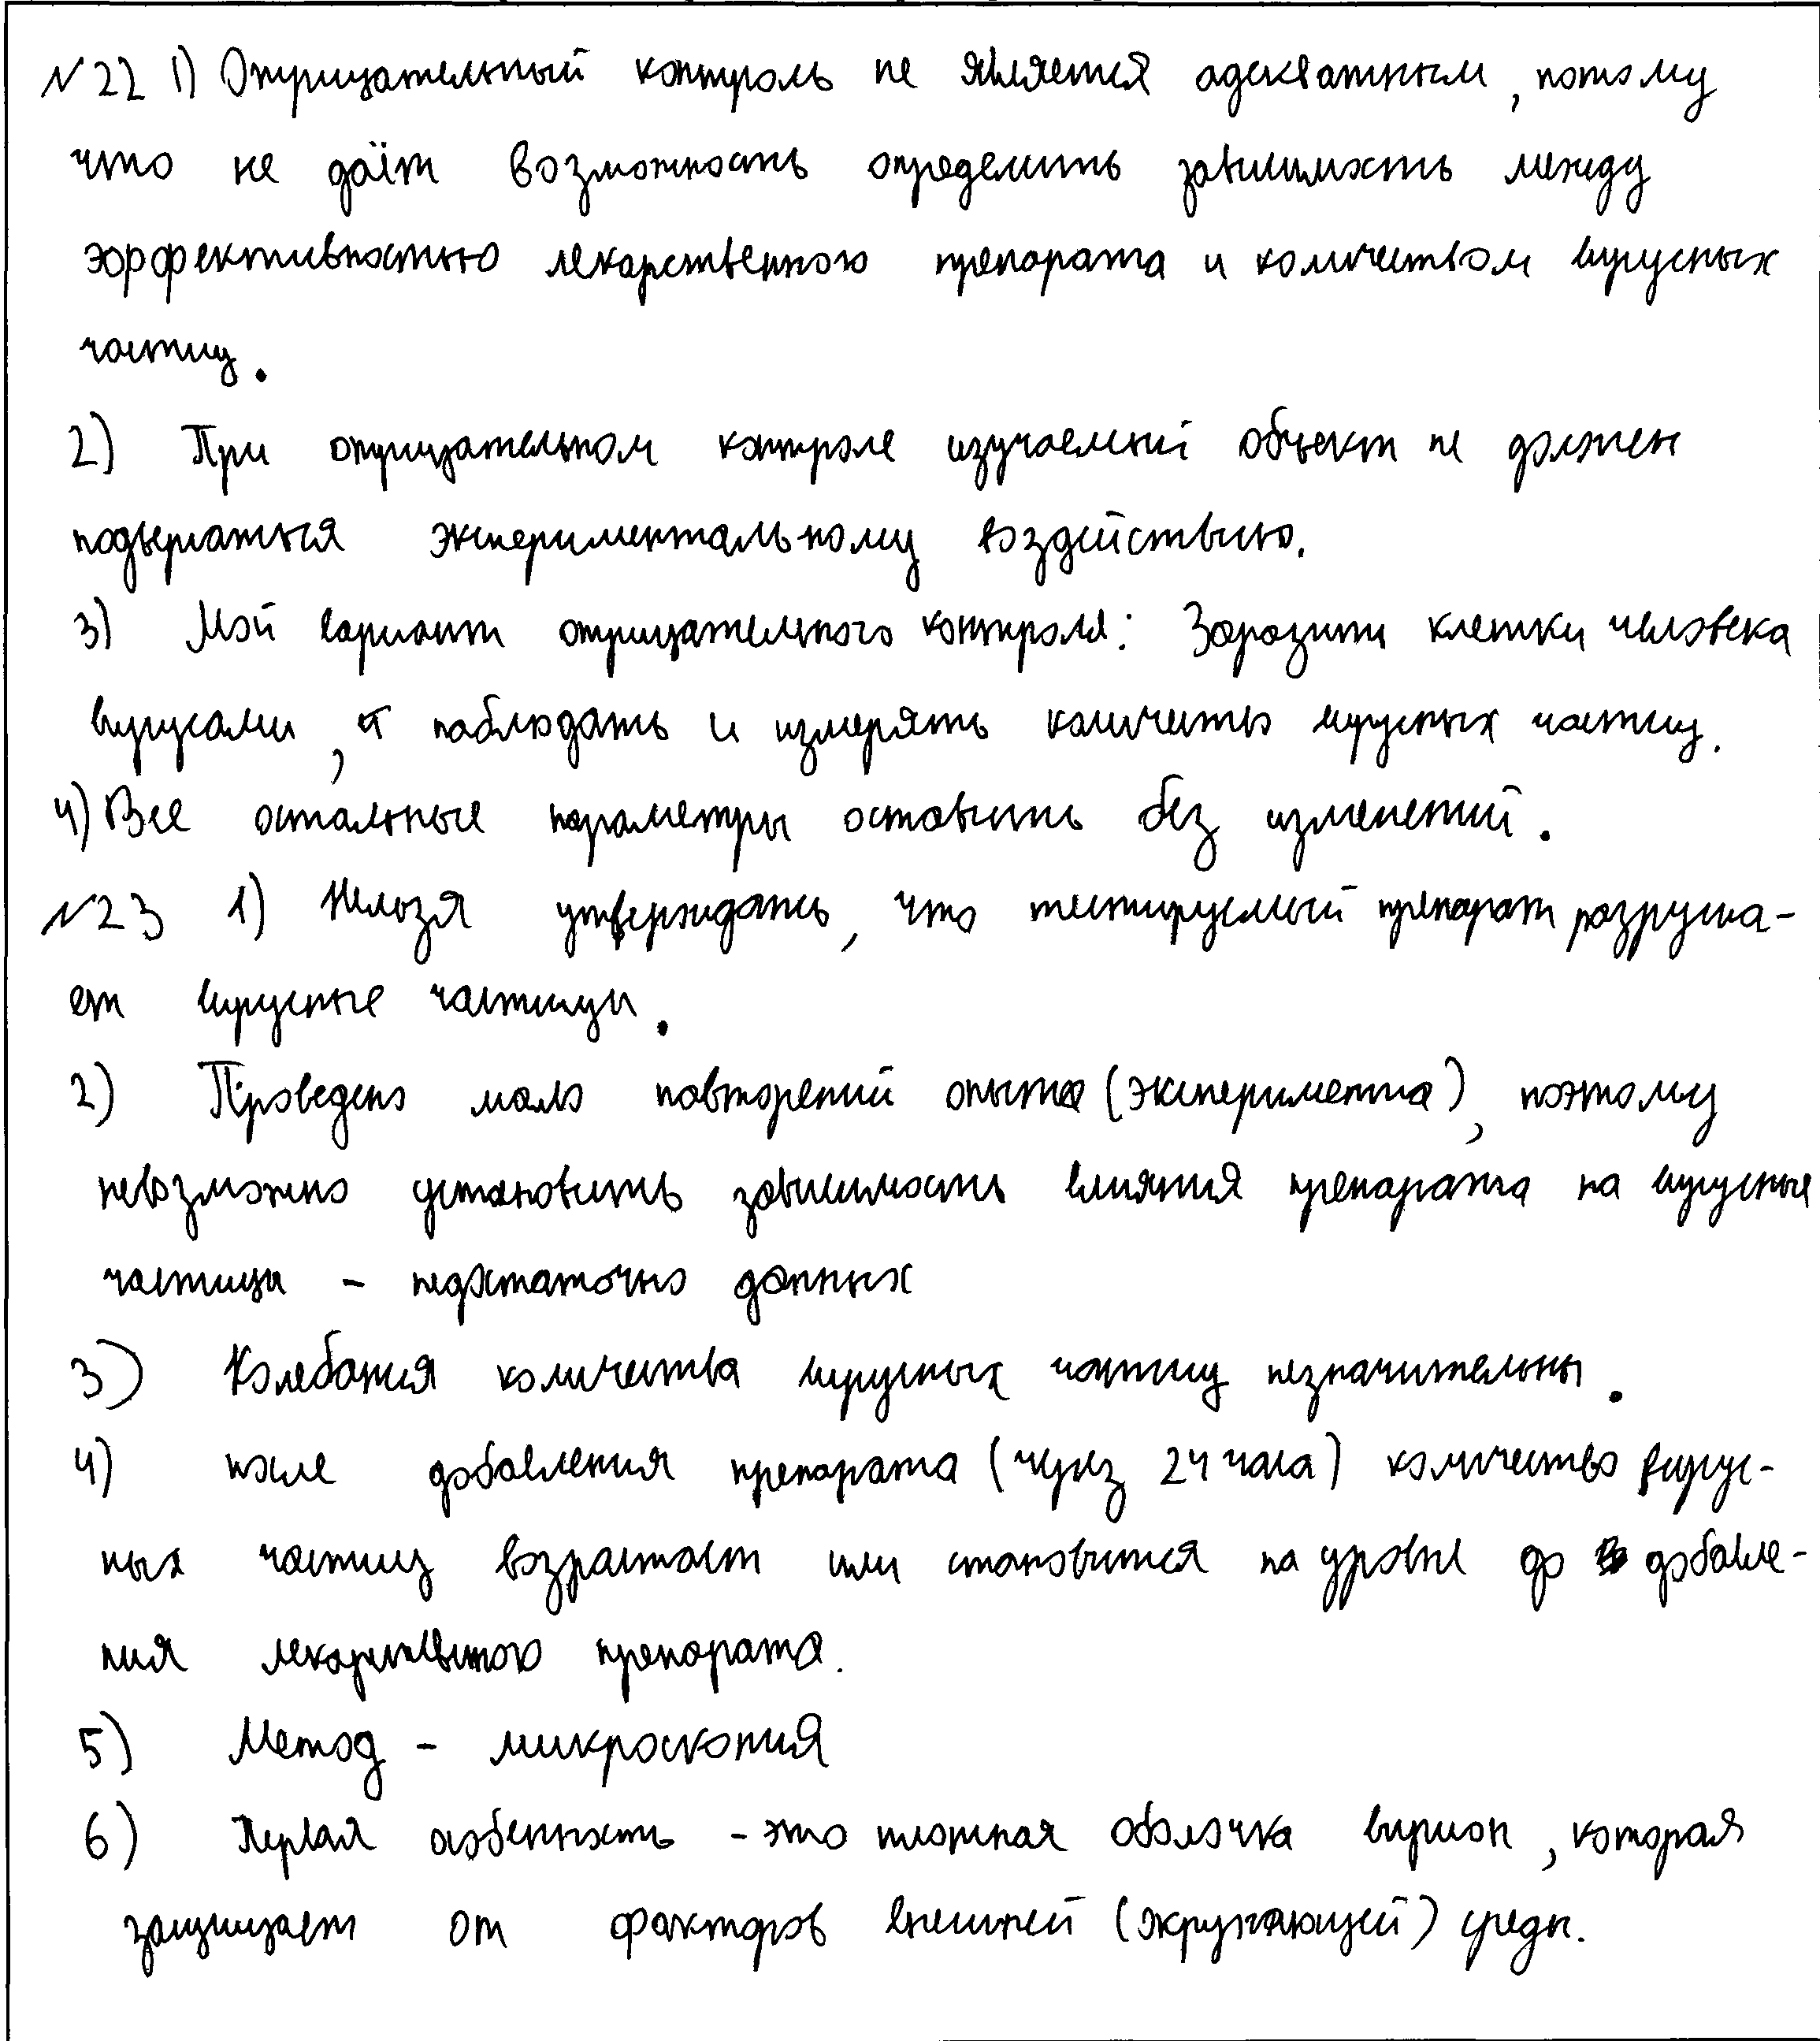 №22 1) Отрицательный контроль не является адекватным, потому
что не даёт возможность определить зависимость между
эффективностью лекарственного препарата и количеством вирусных
частиц.
2) При отрицательном контроле изучаемый объект не должен
подвергаться экспериментальному воздействию.
3) Мой вариант отрицательного контроля: Заразить клетки человека
вирусами, наблюдать и измерять количество вирусных частиц.
4) Все остальные параметры оставить без изменений.
№23 1) Нельзя утверждать, что тестируемый препарат разруша-
ет вирусные частицы.
2) Проведено мало повторений опыта (эксперимента), поэтому
невозможно установить зависимость влияния препарата на вирусные
частицы - недостаточно данных
3) Колебания количества вирусных частиц незначительны.
4) после добавления препарата (через 24 часа) количество вирус-
ных частиц возрастает или становится на уровне до добавле-
ния лекарственного препарата.
5) Метод - микроскопия
6) Первая особенность - это плотная оболочка вирион, которая
защищает от факторов внешней (окружающей) среды.